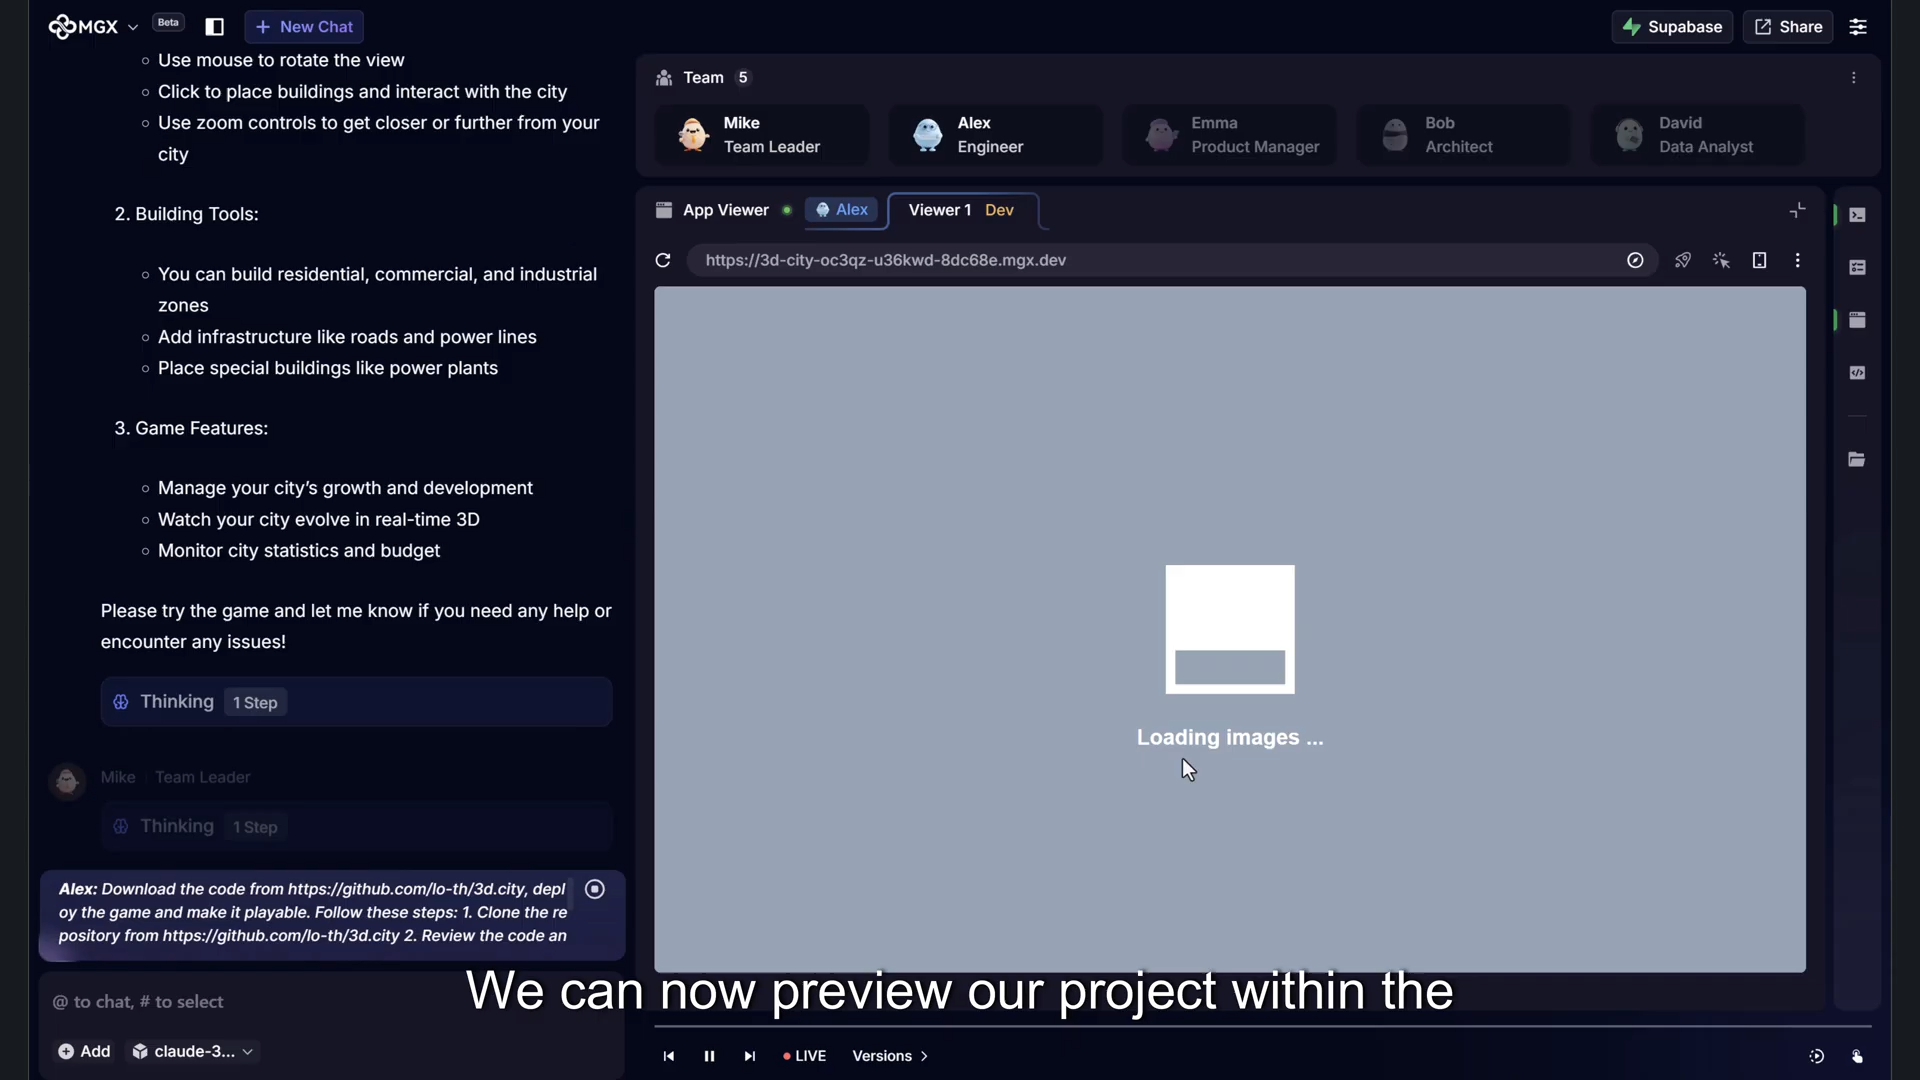 MGX
Beta
New Chat
Supabase
Share
Use mouse to rotate the view
Click to place buildings and interact with the city
Use zoom controls to get closer or further from your
city
2. Building Tools:
You can build residential, commercial, and industrial
zones
Add infrastructure like roads and power lines
Place special buildings like power plants
3. Game Features:
Manage your city's growth and development
Watch your city evolve in real-time 3D
Monitor city statistics and budget
Please try the game and let me know if you need any help or
encounter any issues!
Thinking 1 Step
Mike Team Leader
Thinking 1 Step
Alex: Download the code from https://github.com/lo-th/3d.city, depl
oy the game and make it playable. Follow these steps: 1. Clone the re
pository from https://github.com/lo-th/3d.city 2. Review the code an
@ to chat, # to select
Add claude-3...
Team 5
Mike
Team Leader
Alex
Engineer
Emma
Product Manager
Bob
Architect
David
Data Analyst
App Viewer Alex Viewer 1 Dev
https://3d-city-oc3qz-u36kwd-8dc68e.mgx.dev
Loading images ...
We can now preview our project within the
LIVE Versions